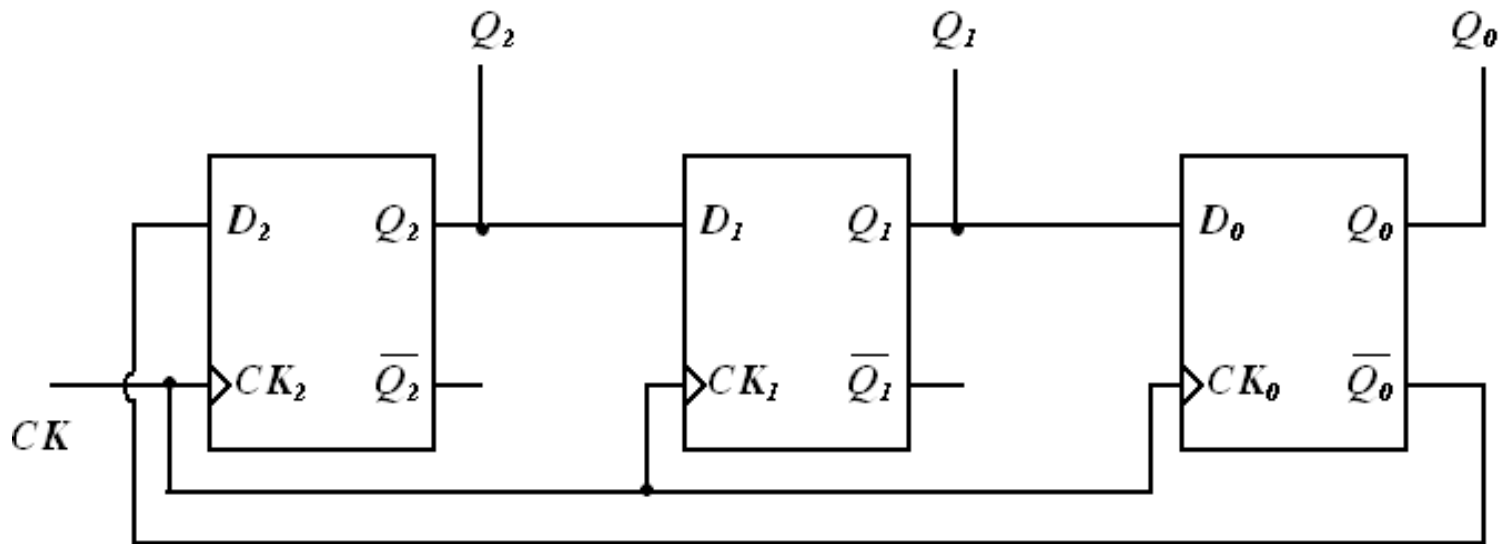 Q₂ Q₁ Q₀
D₂ Q₂ D₁ Q₁ D₀ Q₀
CK₂ Q̅₂ CK₁ Q̅₁ CK₀ Q̅₀
CK